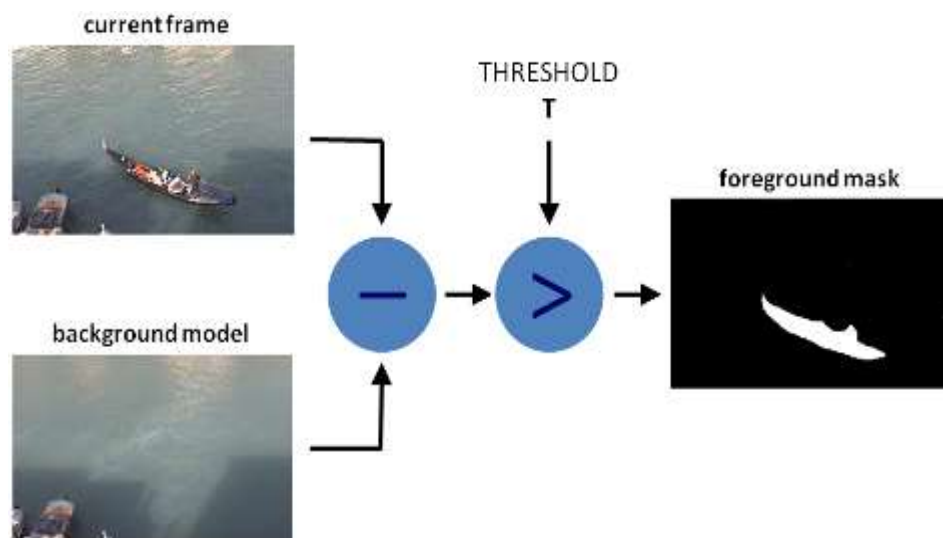 current frame
THRESHOLD
T
foreground mask
−
>
background model